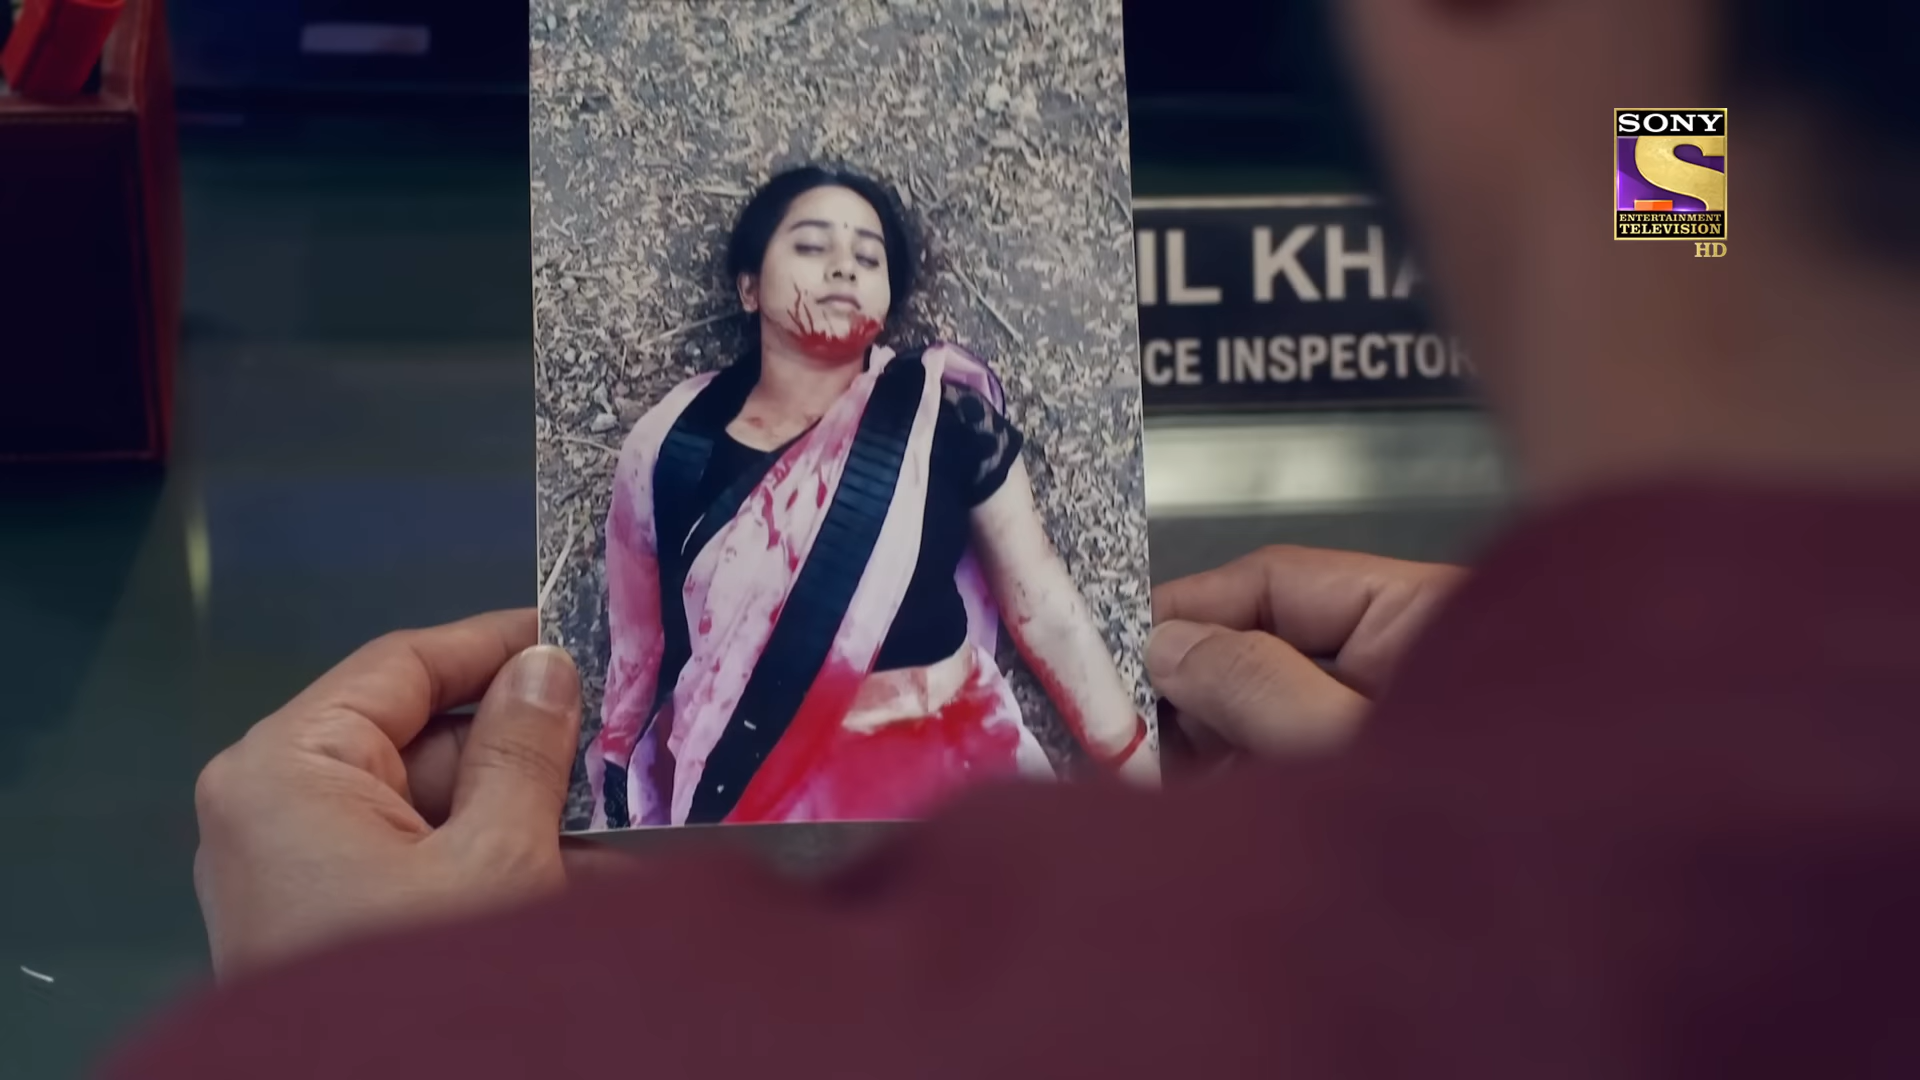 SONY
ENTERTAINMENT
TELEVISION
HD
IL KHA
CE INSPECTOR